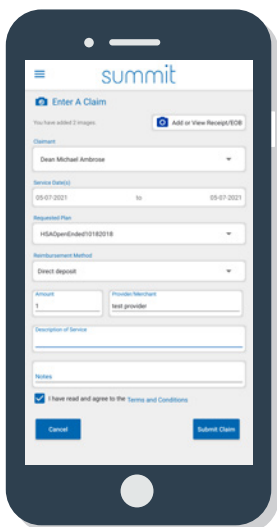 summit
Enter A Claim
You have added 2 images
Add or View Receipt/EOB
Claimant
Dean Michael Ambrose
Service Date(s)
05-07-2021 to 05-07-2021
Requested Plan
HSAOpenEnded10182018
Reimbursement Method
Direct deposit
Amount Provider/Merchant
1 test provider
Description of Service
Notes
I have read and agree to the Terms and Conditions
Cancel Submit Claim